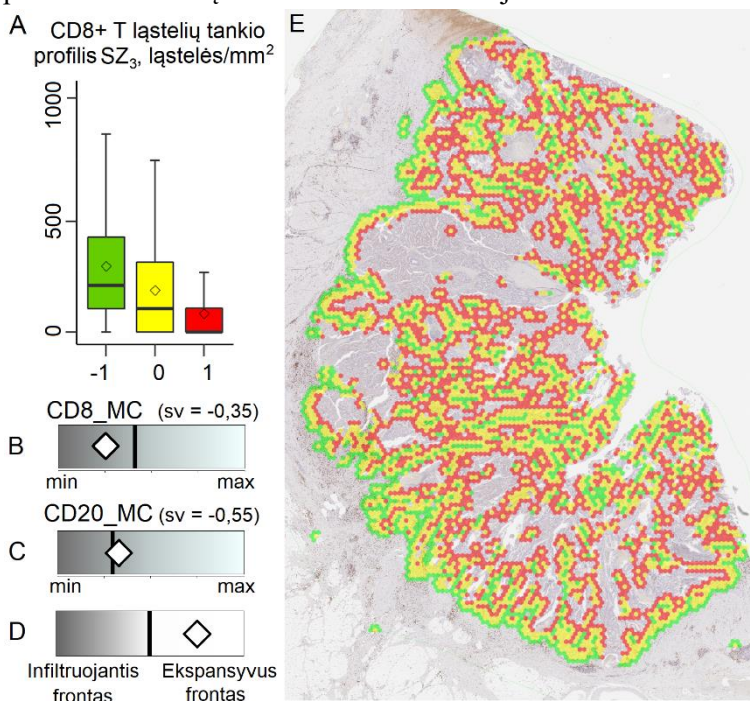 A
CD8+ T ląstelių tankio
profilis SZ3, ląstelės/mm2
1000
500
0
-1 0 1
B
CD8_MC (sv = -0,35)
min max
C
CD20_MC (sv = -0,55)
min max
D
Infiltruojantis frontas
Ekspansyvus frontas
E